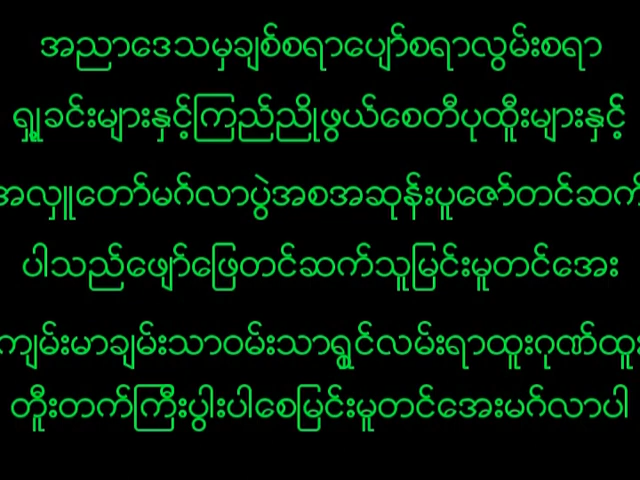 အညာဒေသမှချစ်စရာပျော်စရာလွမ်းစရာ
ရှုခင်းများနှင့်ကြည်ညိုဖွယ်စေတီပုထိုးများနှင့်
အလှူတော်မင်္ဂလာပွဲအစအဆုန်းပူဇော်တင်ဆက်
ပါသည်ဖျော်ဖြေတင်ဆက်သူမြင်းမူတင်အေး
ကျမ်းမာချမ်းသာဝမ်းသာရွှင်လမ်းရာထူးဂုဏ်ထူး
တိုးတက်ကြီးပွါးပါစေမြင်းမူတင်အေးမင်္ဂလာပါ